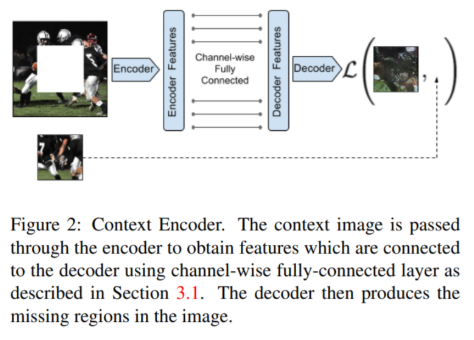 Encoder
Encoder Features
Channel-wise
Fully
Connected
Decoder Features
Decoder
ℒ ( , )
Figure 2: Context Encoder. The context image is passed
through the encoder to obtain features which are connected
to the decoder using channel-wise fully-connected layer as
described in Section 3.1. The decoder then produces the
missing regions in the image.